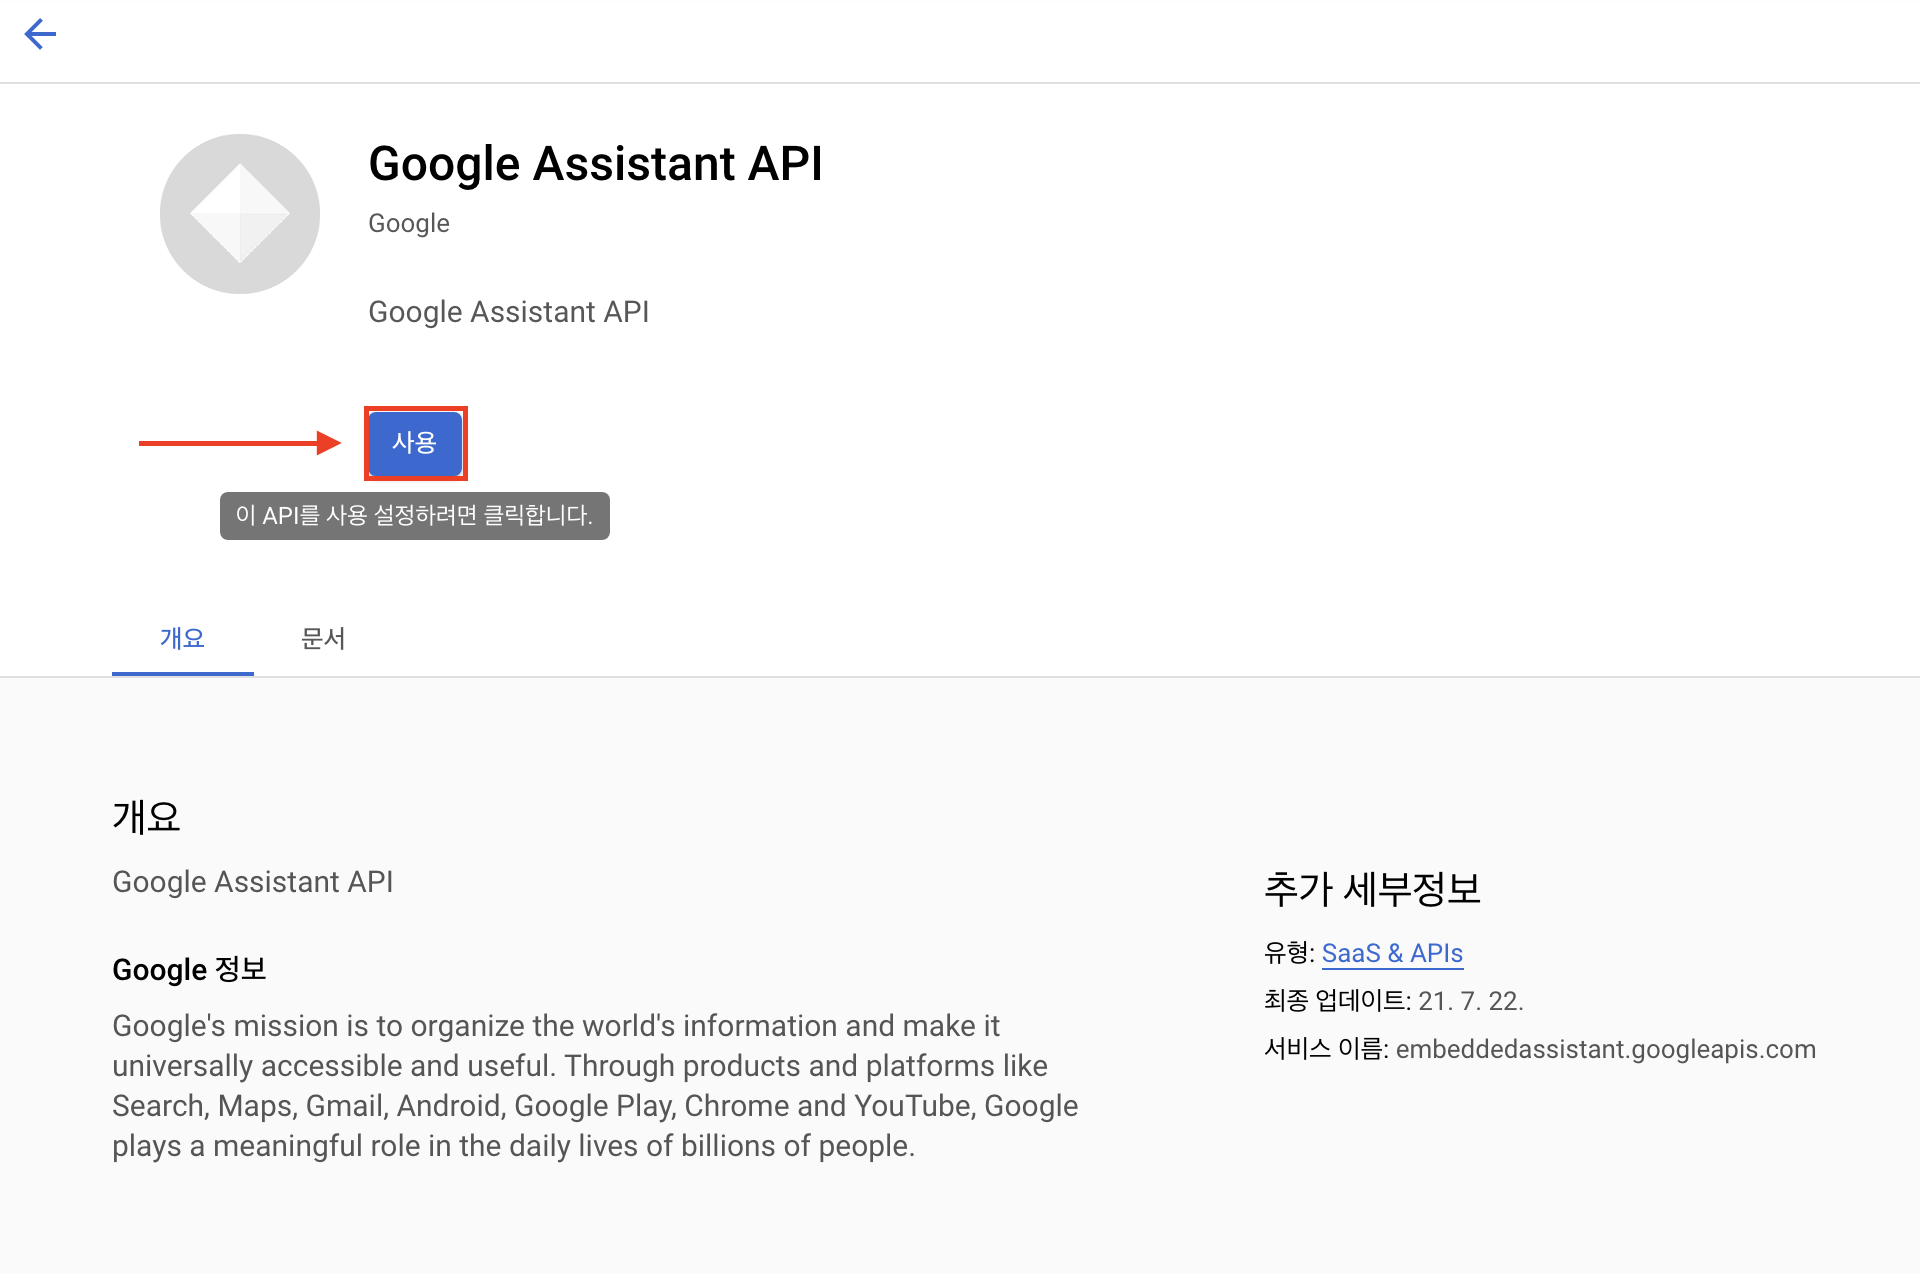 Google Assistant API
Google
Google Assistant API
사용
이 API를 사용 설정하려면 클릭합니다.
개요
문서
개요
Google Assistant API
Google 정보
Google's mission is to organize the world's information and make it
universally accessible and useful. Through products and platforms like
Search, Maps, Gmail, Android, Google Play, Chrome and YouTube, Google
plays a meaningful role in the daily lives of billions of people.
추가 세부정보
유형: SaaS & APIs
최종 업데이트: 21. 7. 22.
서비스 이름: embeddedassistant.googleapis.com